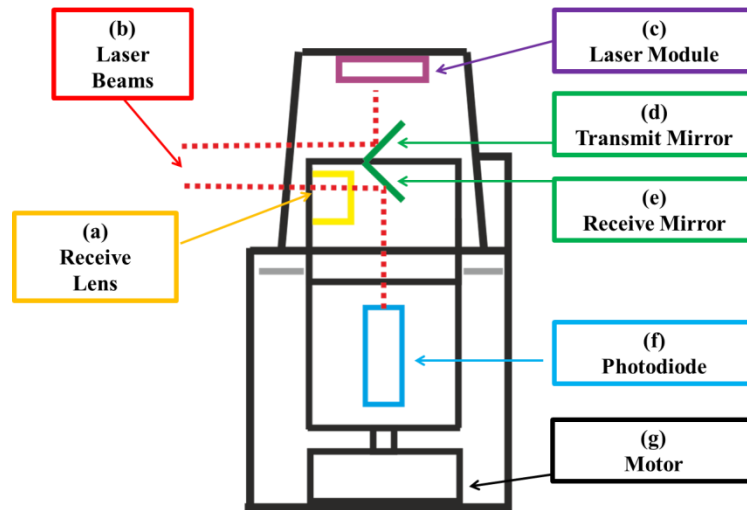 (b)
Laser
Beams
(a)
Receive
Lens
(c)
Laser Module
(d)
Transmit Mirror
(e)
Receive Mirror
(f)
Photodiode
(g)
Motor